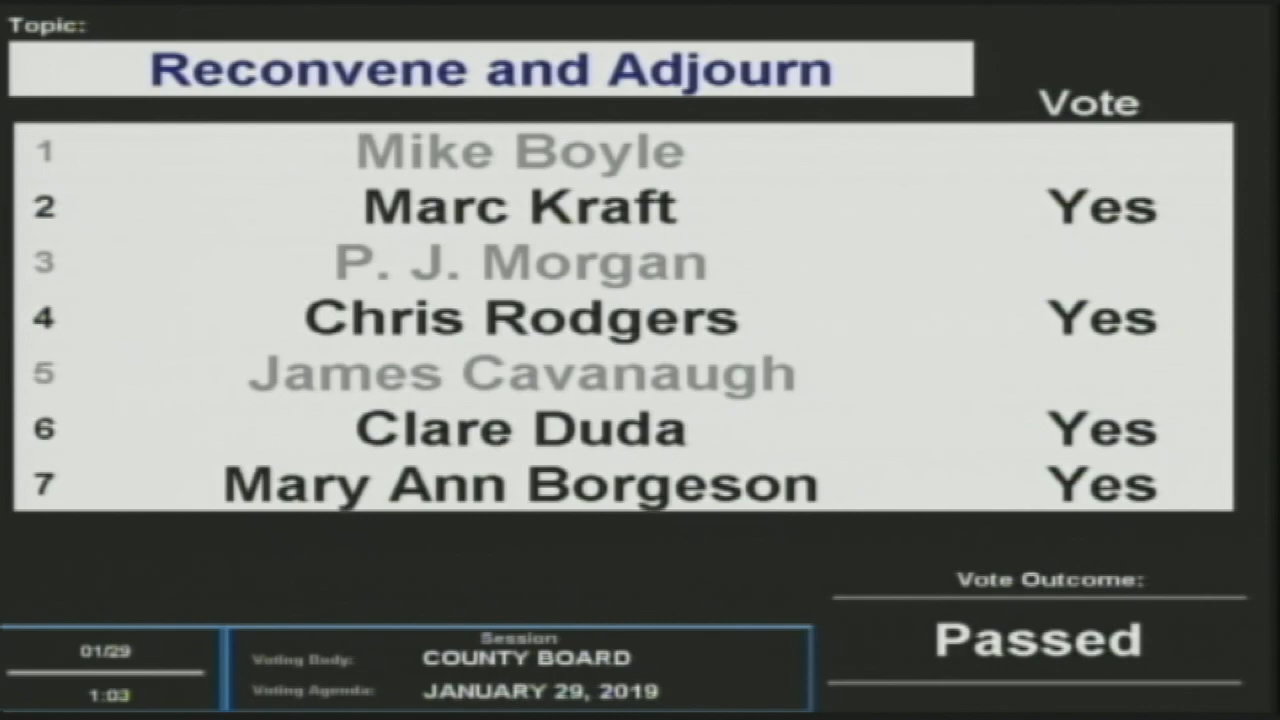 Topic:
Reconvene and Adjourn
Vote
1 Mike Boyle
2 Marc Kraft Yes
3 P. J. Morgan
4 Chris Rodgers Yes
5 James Cavanaugh
6 Clare Duda Yes
7 Mary Ann Borgeson Yes
Vote Outcome:
Passed
01/29
1:03
Session
Voting Body: COUNTY BOARD
Voting Agenda: JANUARY 29, 2019